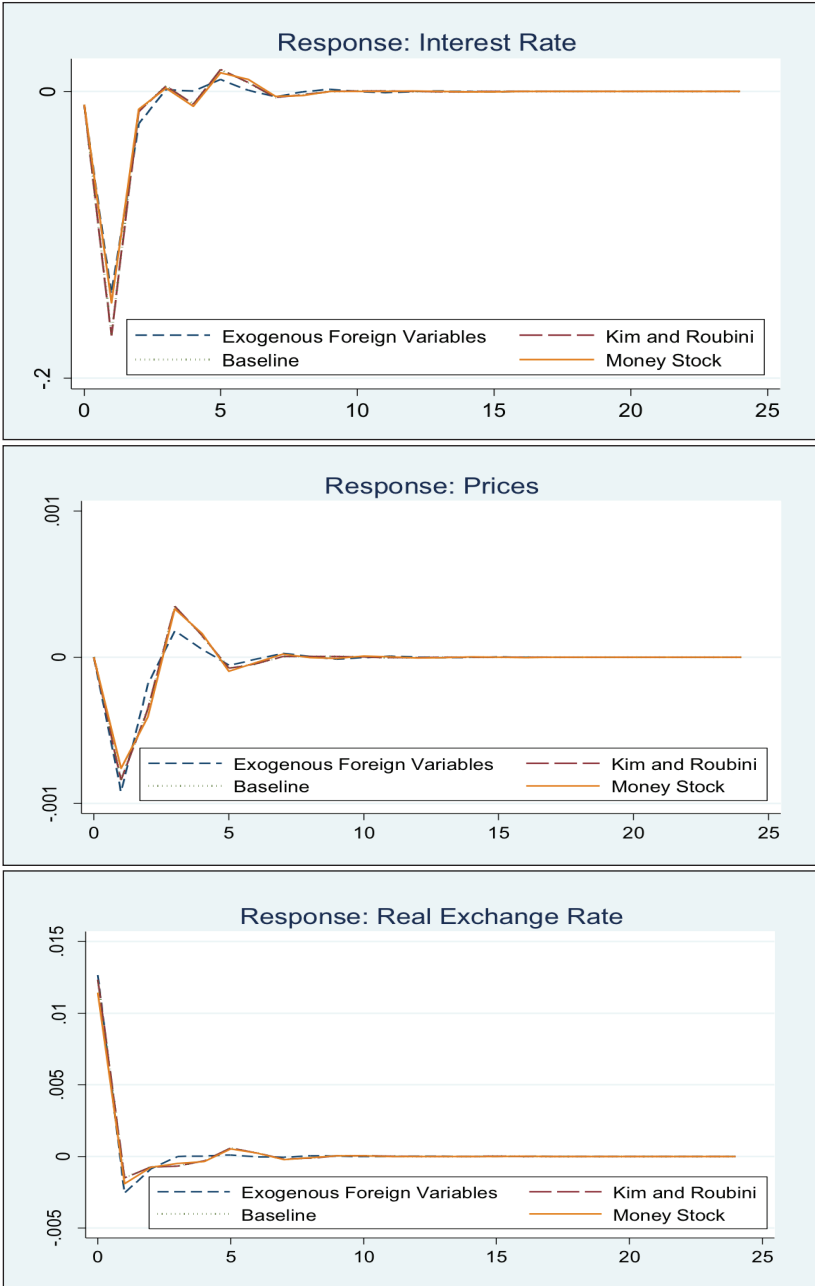 Response: Interest Rate
0
-.2
Exogenous Foreign Variables Kim and Roubini
Baseline Money Stock
0 5 10 15 20 25
Response: Prices
.001
0
-.001
Exogenous Foreign Variables Kim and Roubini
Baseline Money Stock
0 5 10 15 20 25
Response: Real Exchange Rate
.015
.01
.005
0
-.005
Exogenous Foreign Variables Kim and Roubini
Baseline Money Stock
0 5 10 15 20 25